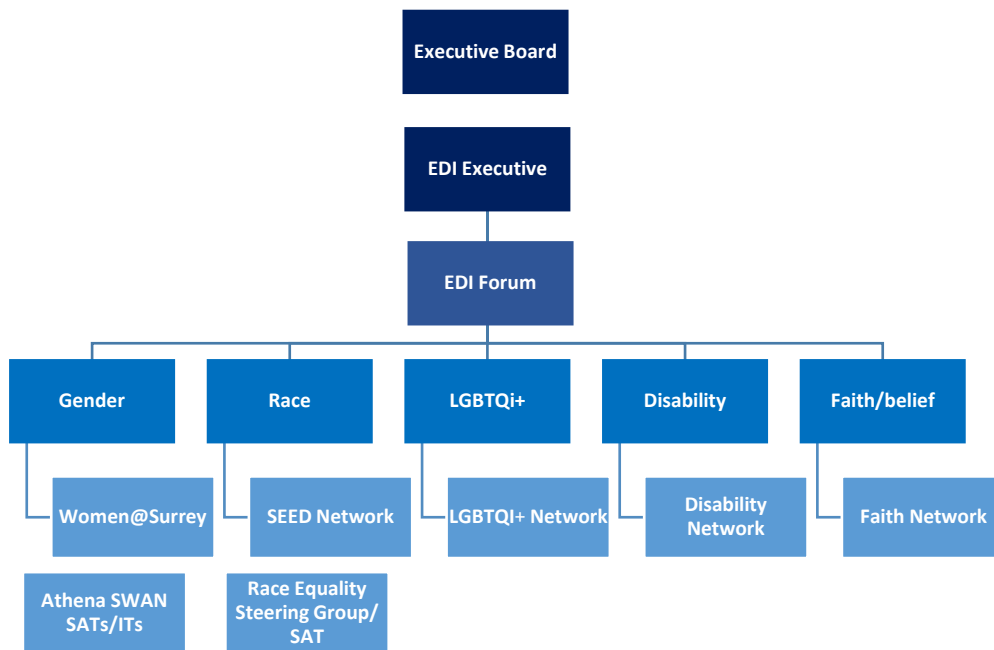 Executive Board
EDI Executive
EDI Forum
Gender
Race
LGBTQi+
Disability
Faith/belief
Women@Surrey
SEED Network
LGBTQI+ Network
Disability
Network
Faith Network
Athena SWAN
SATs/ITs
Race Equality
Steering Group/
SAT